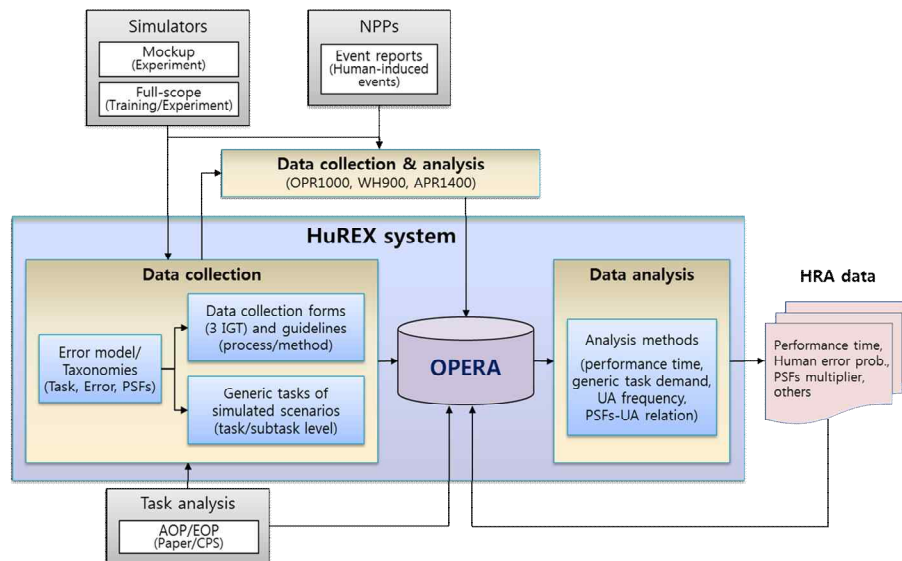 Simulators
Mockup
(Experiment)
Full-scope
(Training/Experiment)
NPPs
Event reports
(Human-induced
events)
Data collection & analysis
(OPR1000, WH900, APR1400)
HuREX system
Data collection
Error model/
Taxonomies
(Task, Error, PSFs)
Data collection forms
(3 IGT) and guidelines
(process/method)
Generic tasks of
simulated scenarios
(task/subtask level)
OPERA
Data analysis
Analysis methods
(performance time,
generic task demand,
UA frequency,
PSFs-UA relation)
HRA data
Performance time,
Human error prob.,
PSFs multiplier,
others
Task analysis
AOP/EOP
(Paper/CPS)